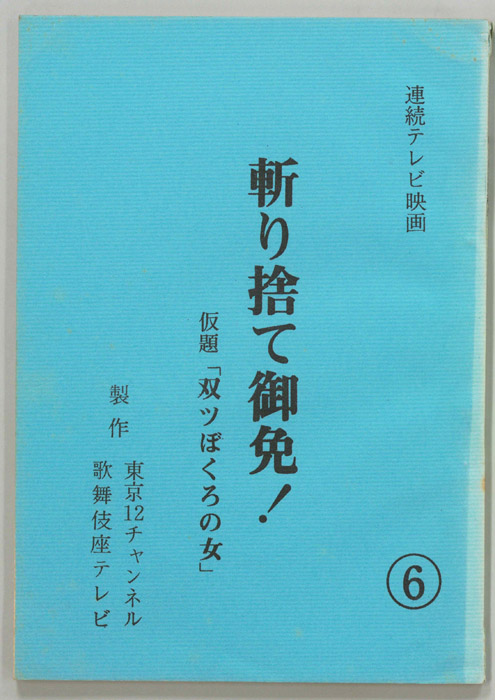 連続テレビ映画
斬り捨て御免!
仮題「双ツぼくろの女」
製作
東京12チャンネル
歌舞伎座テレビ
⑥